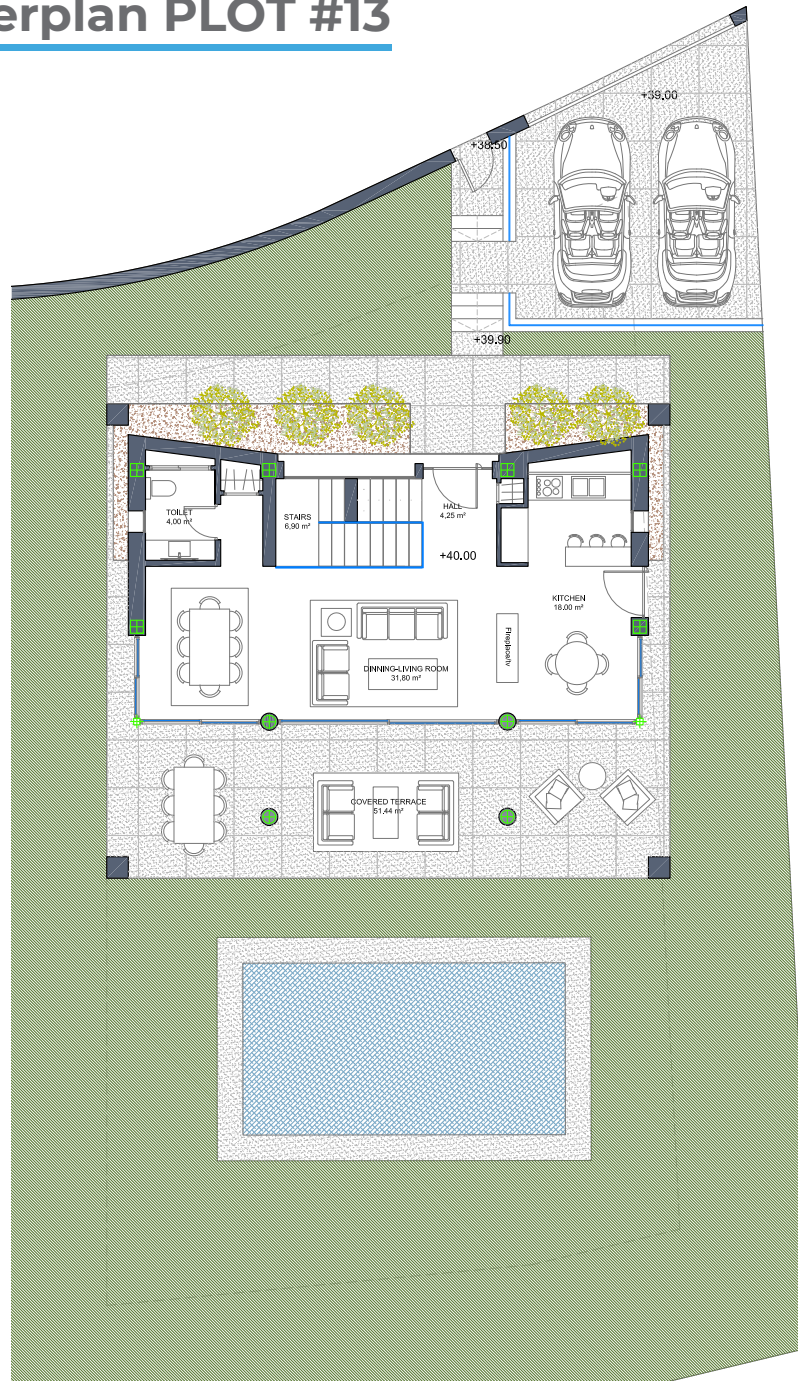 erplan PLOT #13
+39.00
+38.50
+39.90
TOILET
4,00 m²
STAIRS
6,90 m²
HALL
4,25 m²
+40.00
KITCHEN
18.00 m²
Fireplace/tv
DINNING-LIVING ROOM
31,80 m²
COVERED TERRACE
51,44 m²